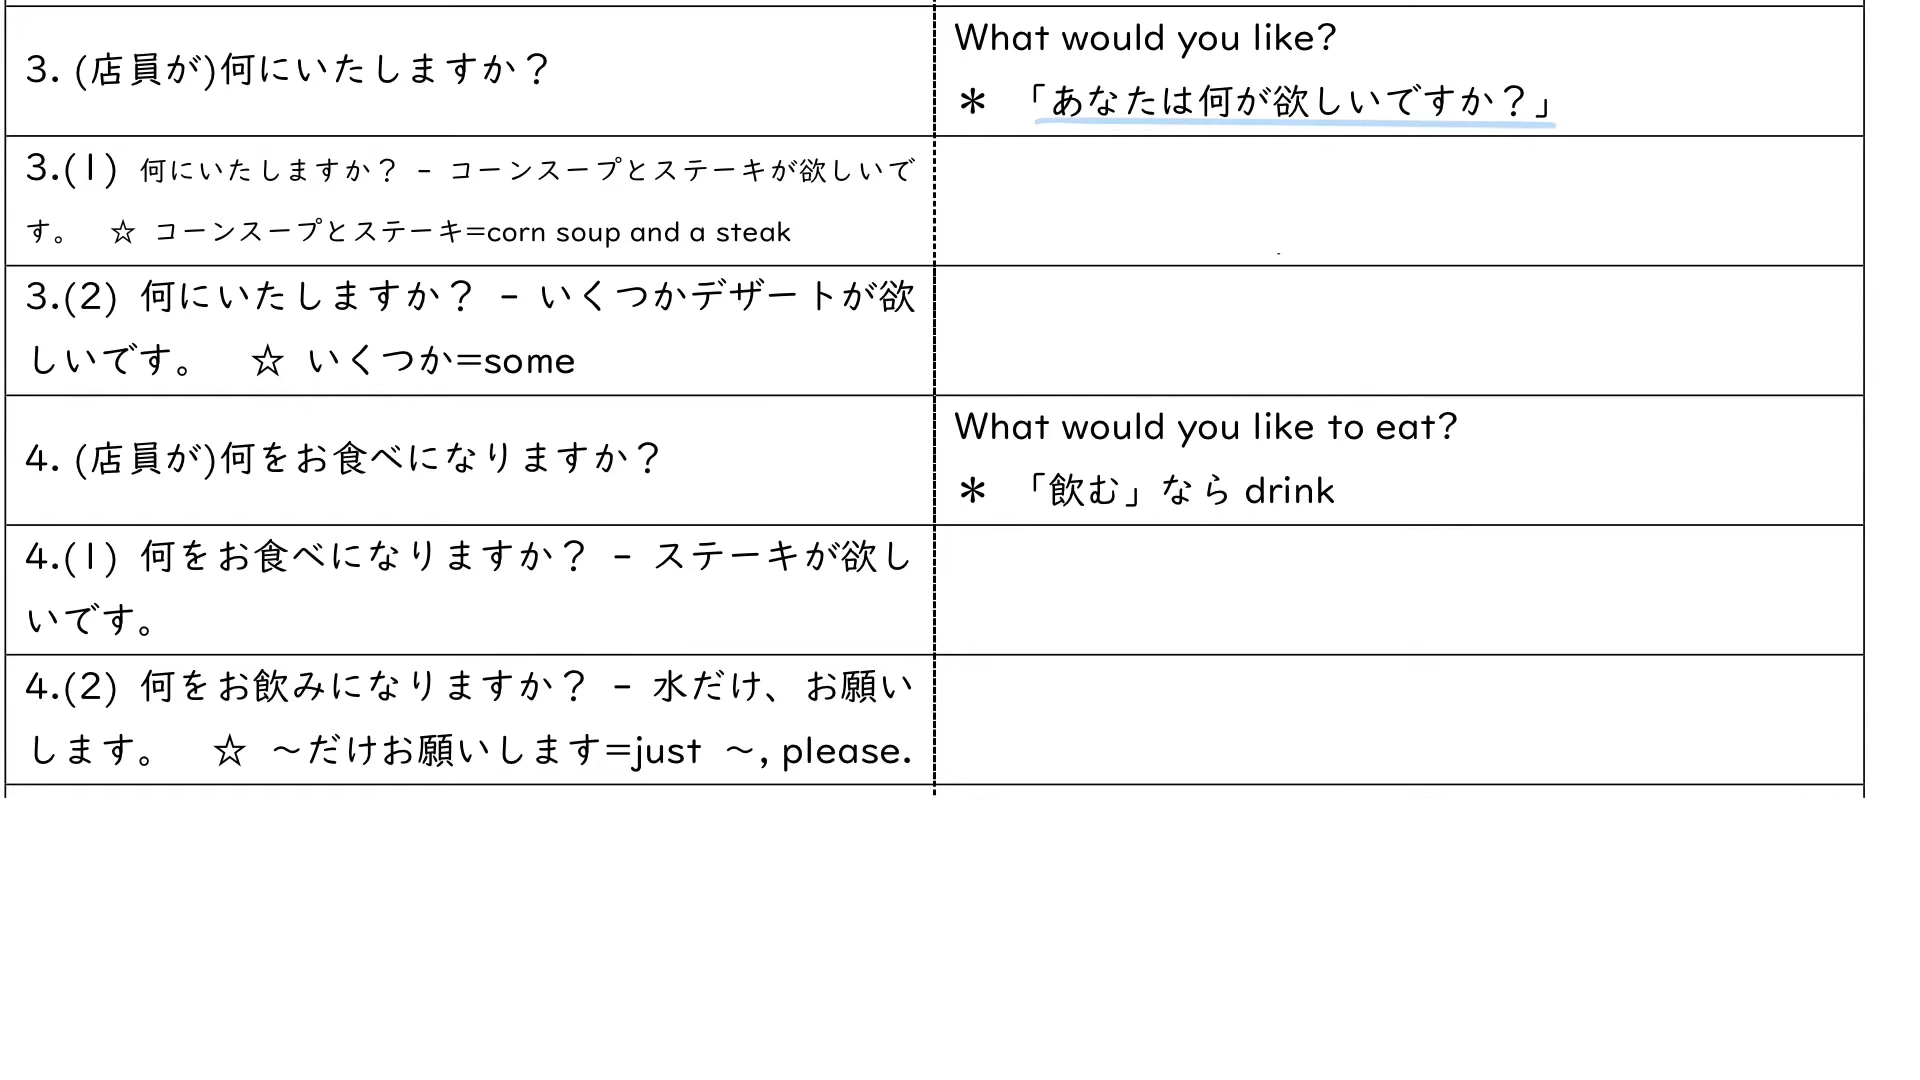 3. (店員が)何にいたしますか？
What would you like?
＊ 「あなたは何が欲しいですか？」
3.(1) 何にいたしますか？ － コーンスープとステーキが欲しいで
す。 ☆ コーンスープとステーキ=corn soup and a steak
3.(2) 何にいたしますか？ － いくつかデザートが欲
しいです。 ☆ いくつか=some
4. (店員が)何をお食べになりますか？
What would you like to eat?
＊ 「飲む」なら drink
4.(1) 何をお食べになりますか？ － ステーキが欲し
いです。
4.(2) 何をお飲みになりますか？ － 水だけ、お願い
します。 ☆ ～だけお願いします=just ～, please.